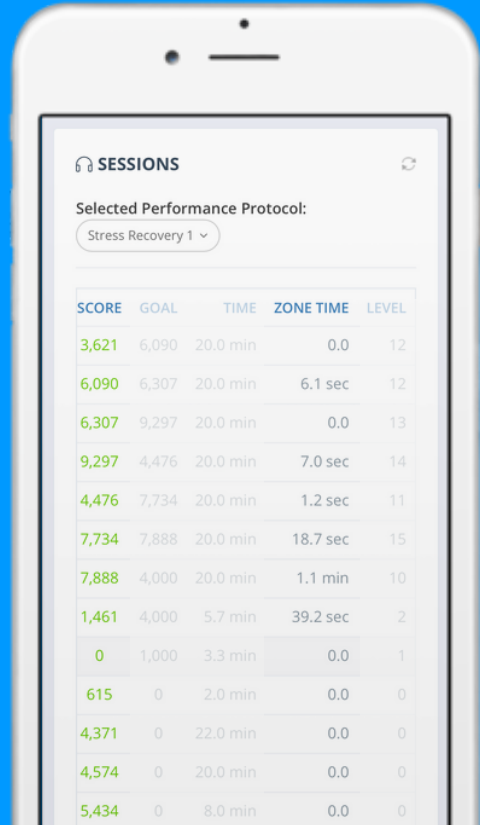 SESSIONS
Selected Performance Protocol:
Stress Recovery 1
SCORE GOAL TIME ZONE TIME LEVEL
3,621 6,090 20.0 min 0.0 12
6,090 6,307 20.0 min 6.1 sec 12
6,307 9,297 20.0 min 0.0 13
9,297 4,476 20.0 min 7.0 sec 14
4,476 7,734 20.0 min 1.2 sec 11
7,734 7,888 20.0 min 18.7 sec 15
7,888 4,000 20.0 min 1.1 min 10
1,461 4,000 5.7 min 39.2 sec 2
0 1,000 3.3 min 0.0 1
615 0 2.0 min 0.0 0
4,371 0 22.0 min 0.0 0
4,574 0 20.0 min 0.0 0
5,434 0 8.0 min 0.0 0